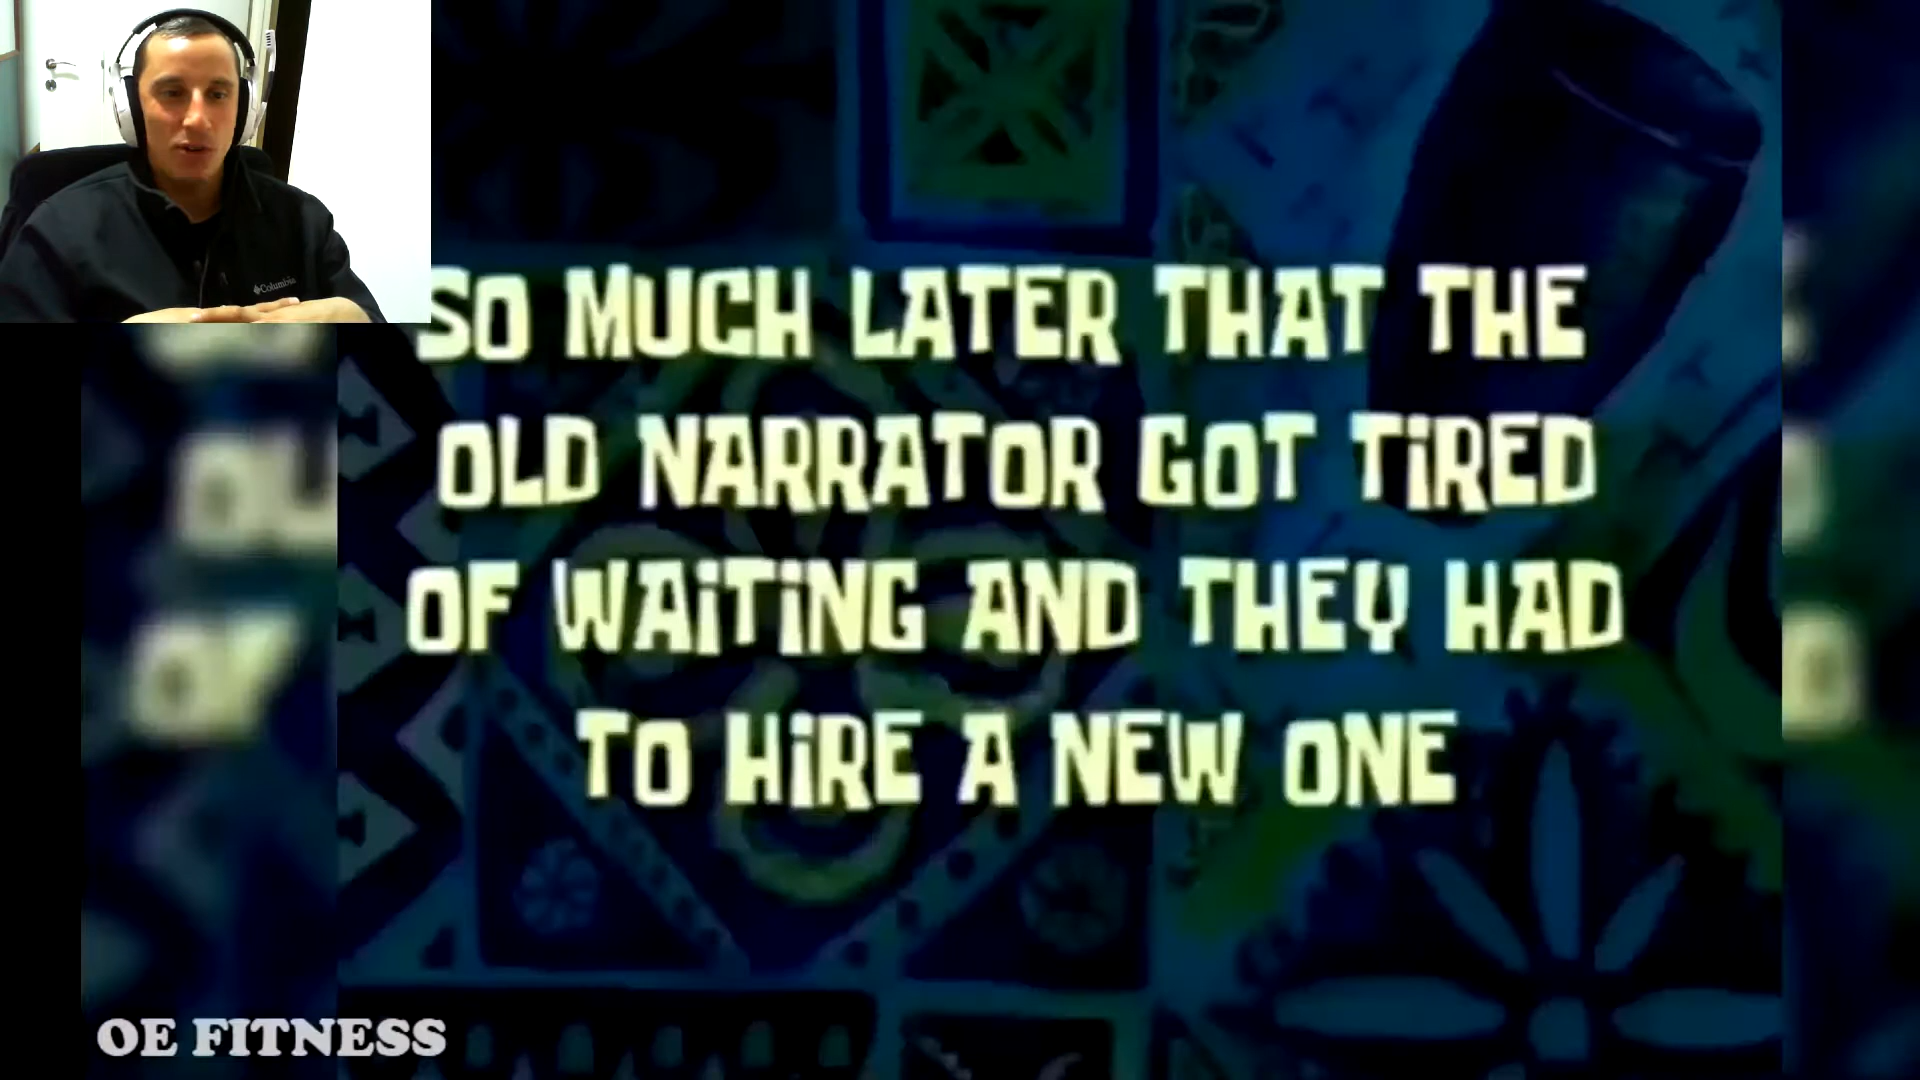 Columbia
SO MUCH LATER THAT THE
OLD NARRATOR GOT TIRED
OF WAITING AND THEY HAD
TO HIRE A NEW ONE
OE FITNESS